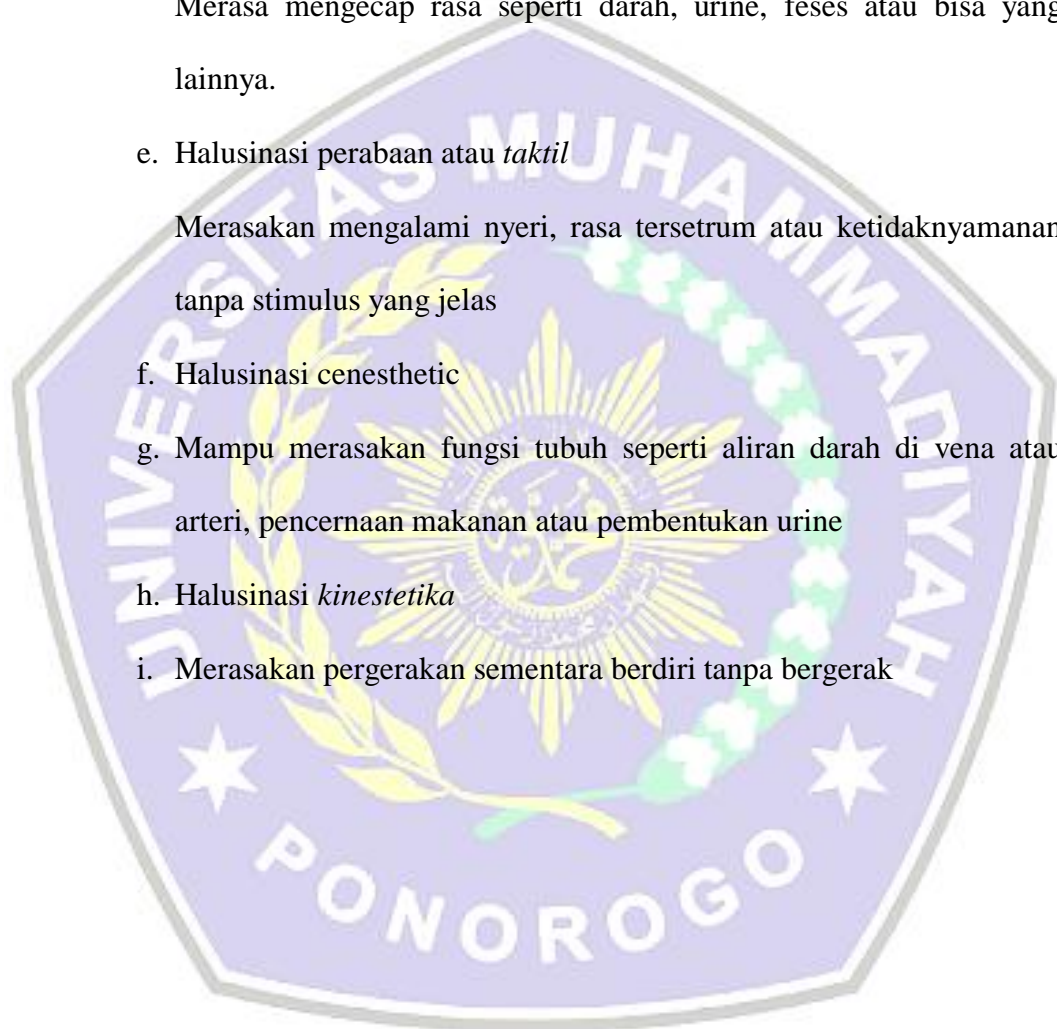 Merasa mengecap rasa seperti darah, urine, feses atau bisa yang
lainnya.
e. Halusinasi perabaan atau taktil
Merasakan mengalami nyeri, rasa tersetrum atau ketidaknyamanan
tanpa stimulus yang jelas
f. Halusinasi cenesthetic
g. Mampu merasakan fungsi tubuh seperti aliran darah di vena atau
arteri, pencernaan makanan atau pembentukan urine
h. Halusinasi kinestetika
i. Merasakan pergerakan sementara berdiri tanpa bergerak
UNIVERSITAS MUHAMMADIYAH
PONOROGO